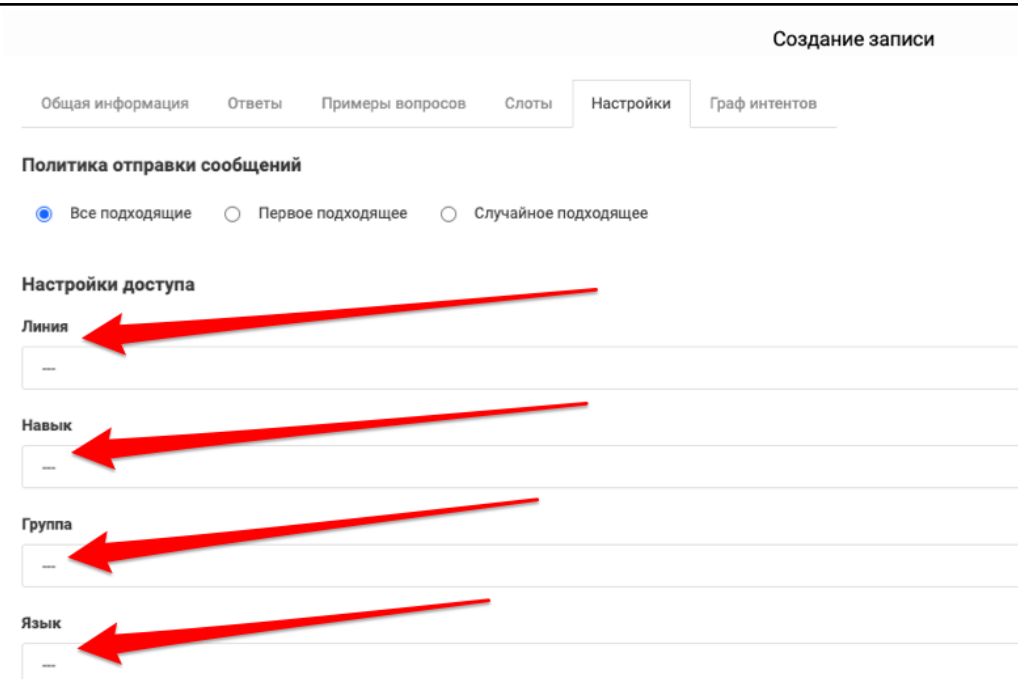 Создание записи
Общая информация Ответы Примеры вопросов Слоты Настройки Граф интентов
Политика отправки сообщений
Все подходящие Первое подходящее Случайное подходящее
Настройки доступа
Линия
---
Навык
---
Группа
---
Язык
---